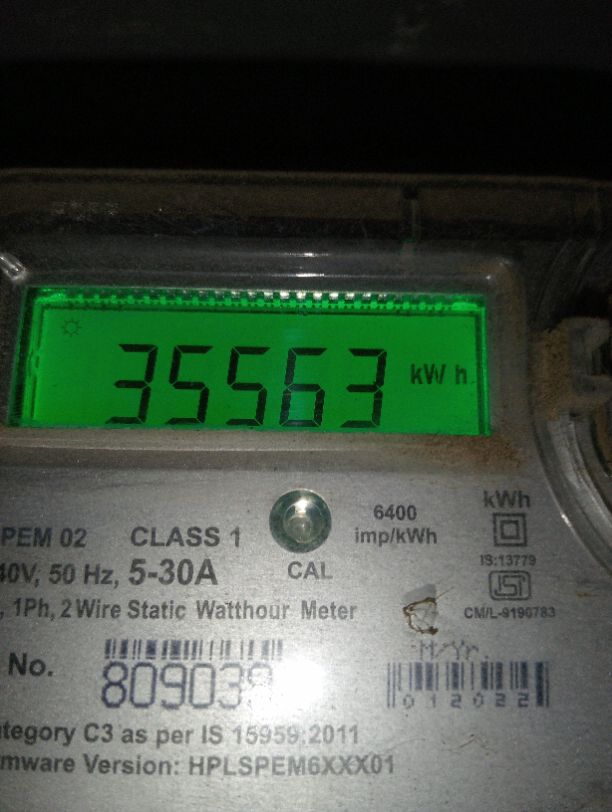 35563 kWh
kWh
6400
PEM 02 CLASS 1 imp/kWh
IS:13779
40V, 50 Hz, 5-30A CAL
, 1Ph, 2 Wire Static Watthour Meter CM/L-9190783
M/Yr.
No. 809039
012022
ategory C3 as per IS 15959:2011
mware Version: HPLSPEM6XXX01